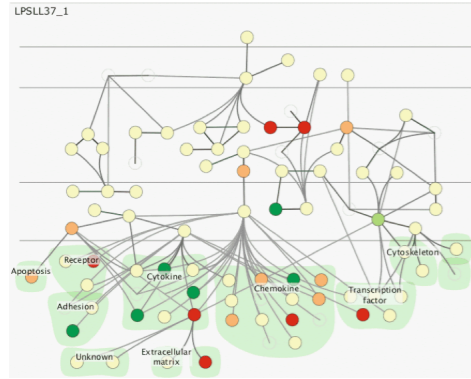 LPSLL37_1
Receptor
Cytoskeleton
Apoptosis
Cytokine
Chemokine
Transcription
factor
Adhesion
Unknown
Extracellular
matrix